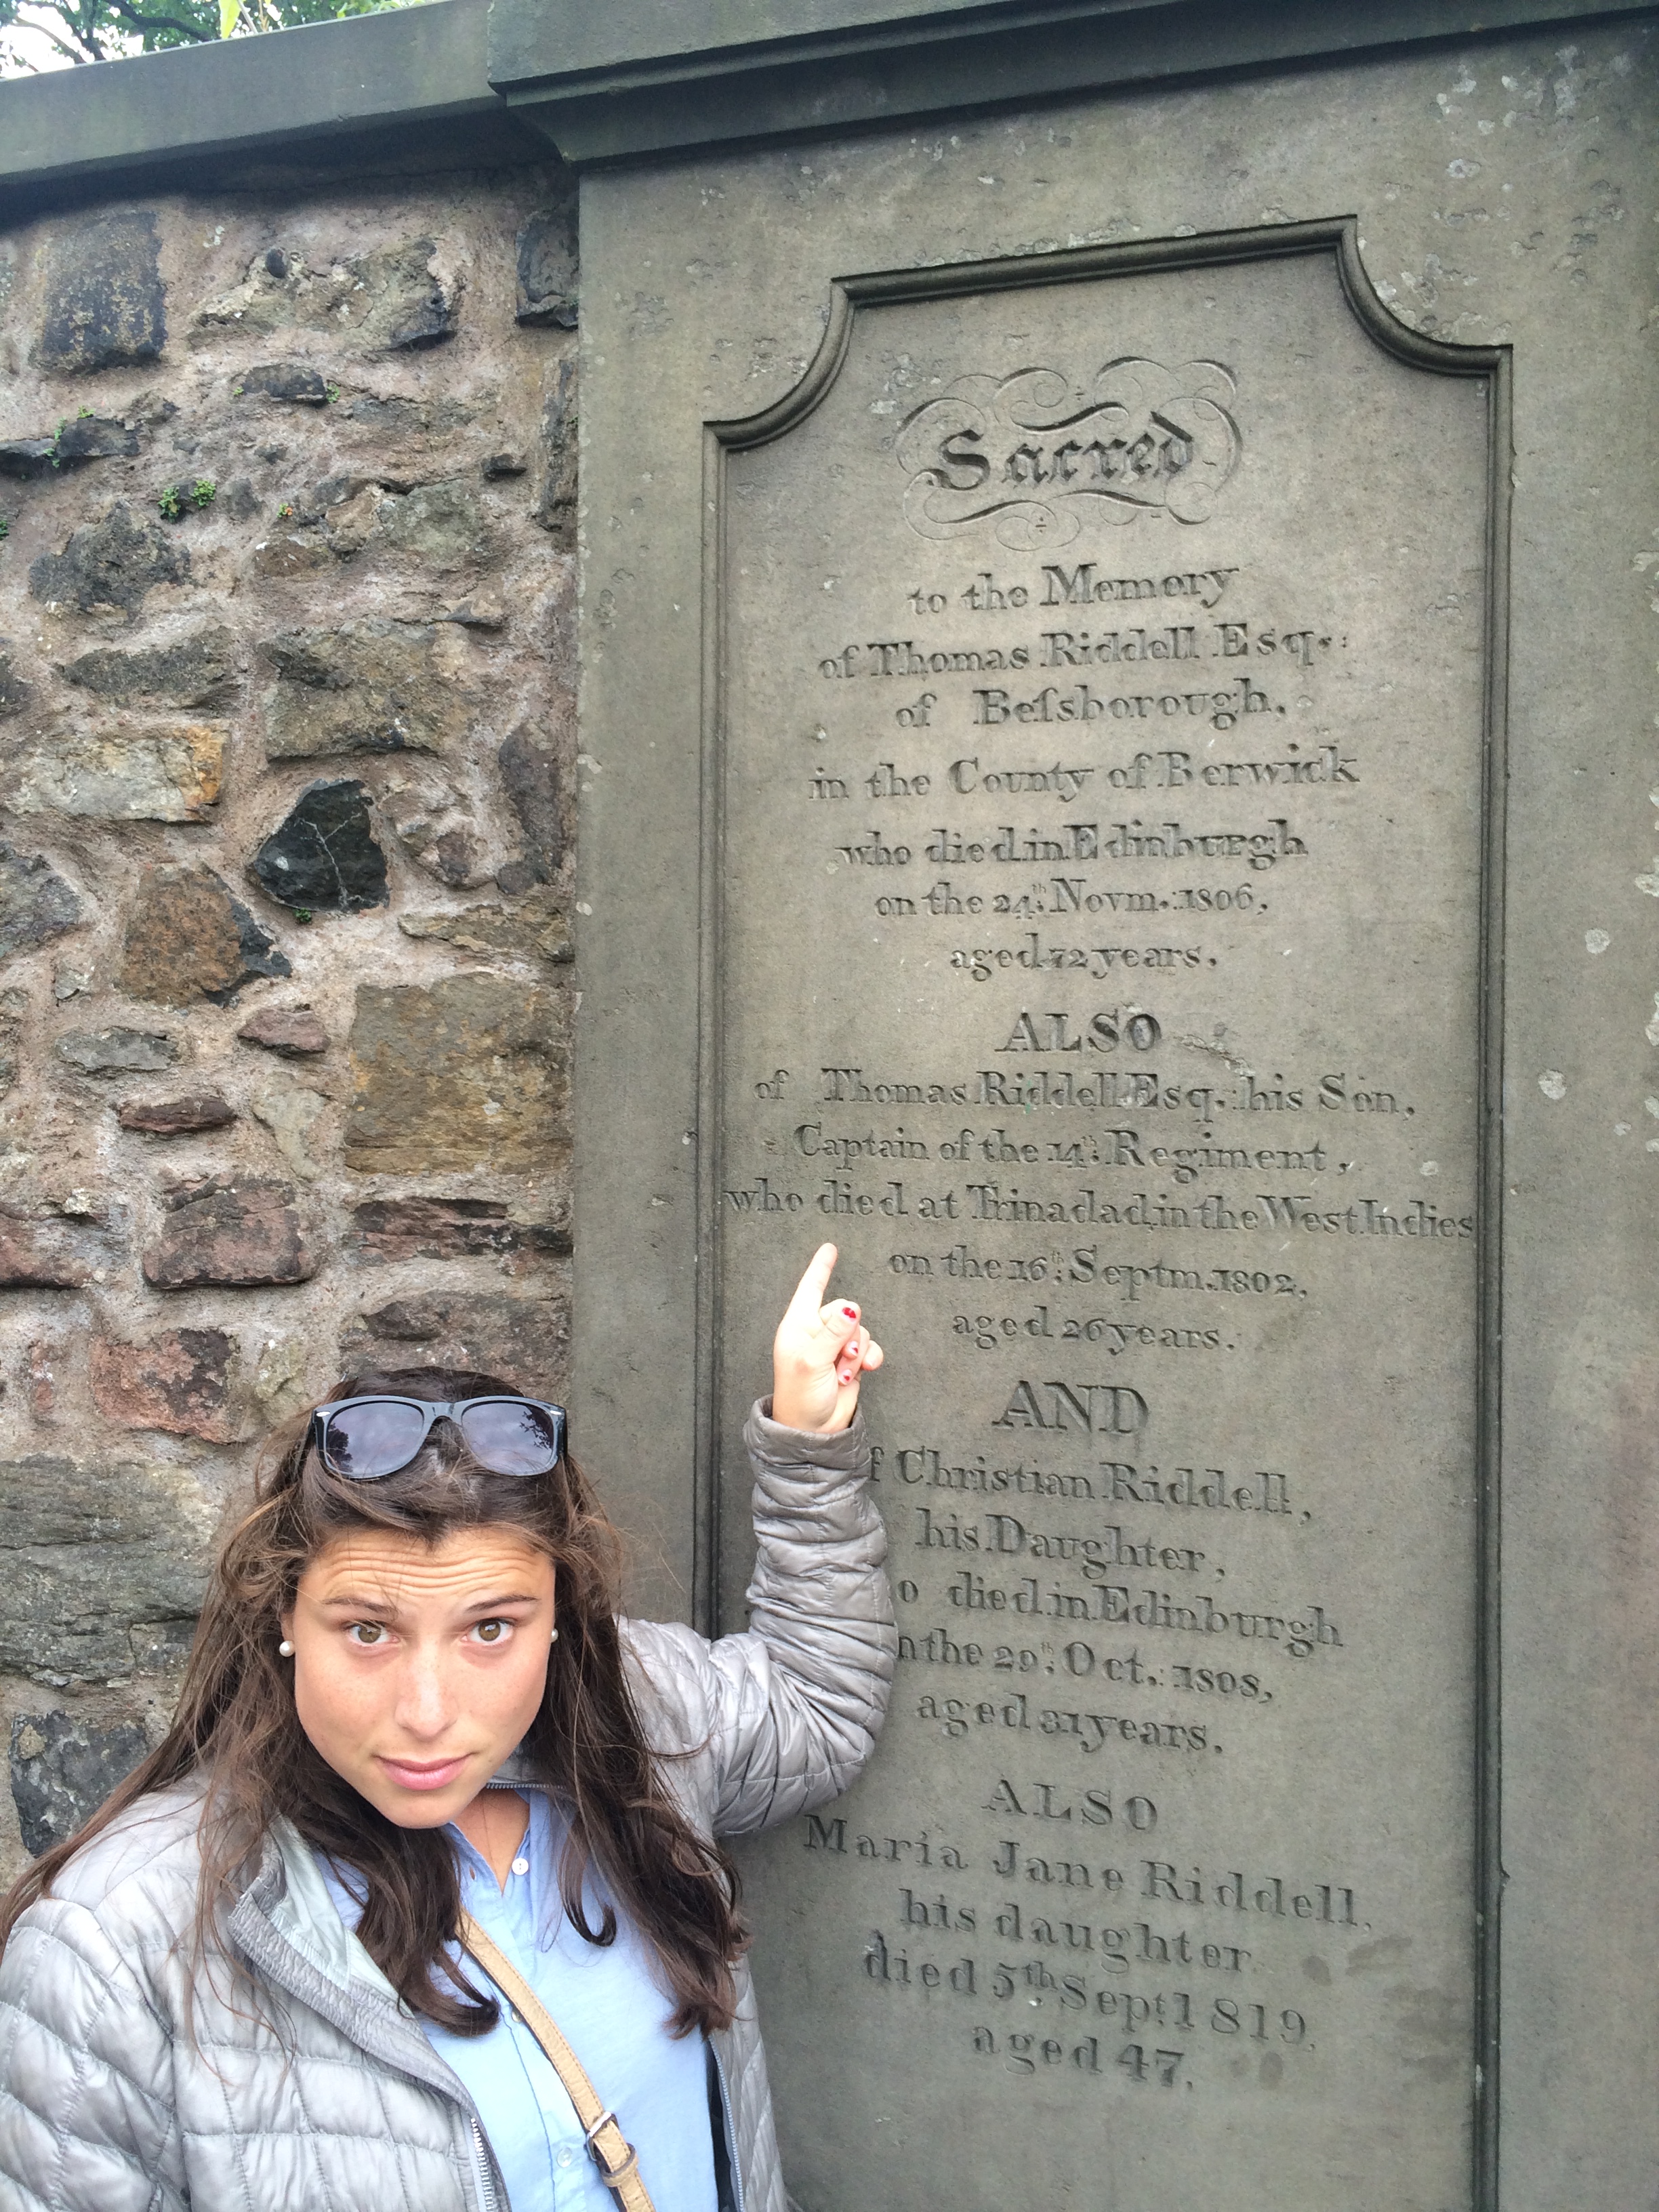 Sacred
to the Memory
of Thomas Riddell Esq.:
of Beſsborough,
in the County of Berwick
who died in Edinburgh
on the 24th. Novm. 1806,
aged 72 years.
ALSO
of Thomas Riddell Esq. his Son,
Captain of the 14th. Regiment,
who died at Trinadad in the West Indies
on the 16th. Septm. 1802,
aged 26 years.
AND
f Christian Riddell,
his Daughter,
o died in Edinburgh
n the 29th. Oct. 1808,
aged 31 years.
ALSO
Maria Jane Riddell,
his daughter
died 5th Sept. 1819,
aged 47.